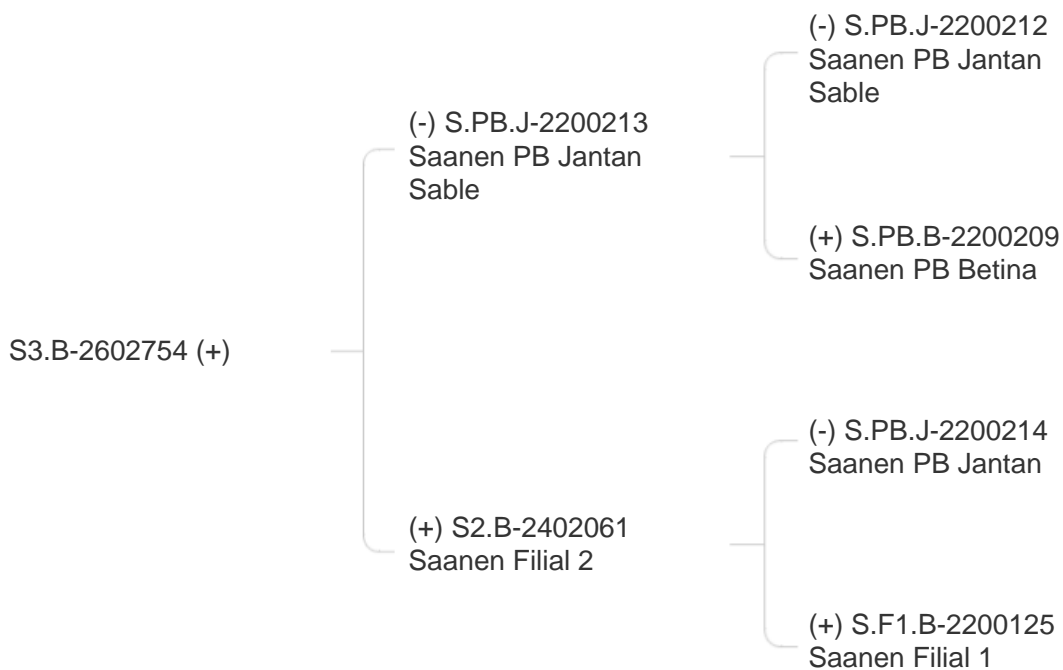 (-) S.PB.J-2200212
Saanen PB Jantan
Sable
(-) S.PB.J-2200213
Saanen PB Jantan
Sable
(+) S.PB.B-2200209
Saanen PB Betina
S3.B-2602754 (+)
(-) S.PB.J-2200214
Saanen PB Jantan
(+) S2.B-2402061
Saanen Filial 2
(+) S.F1.B-2200125
Saanen Filial 1